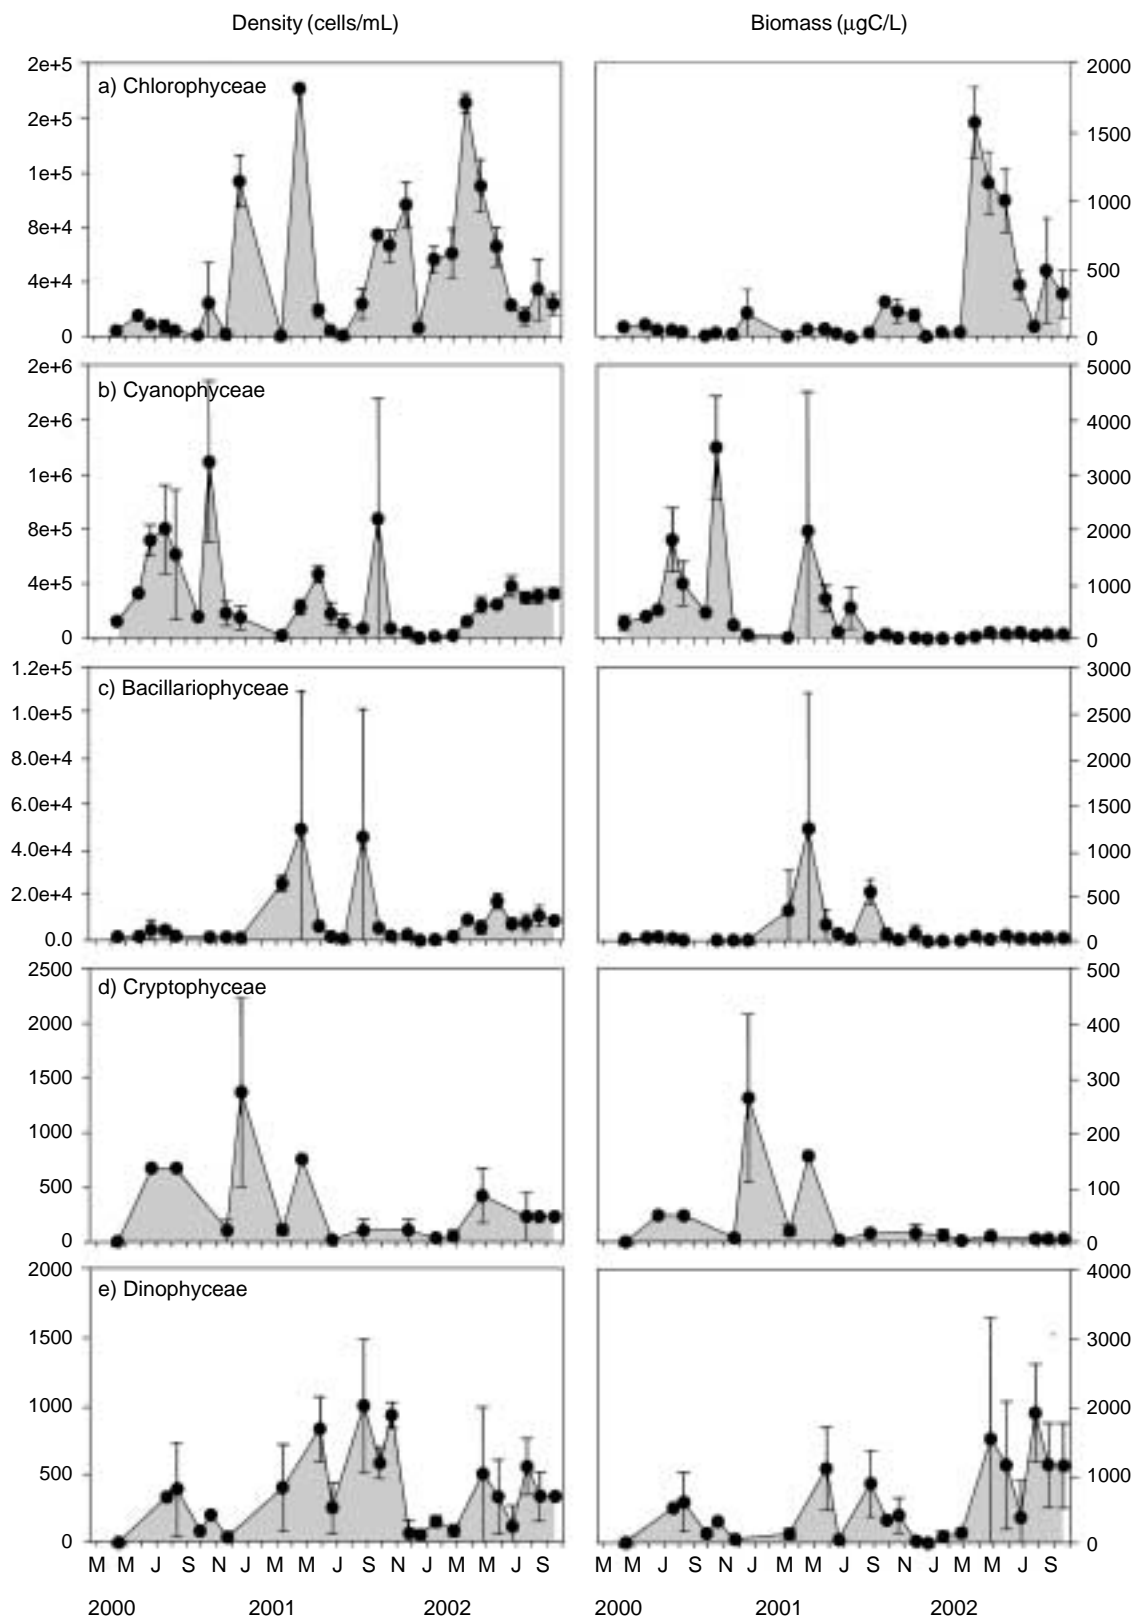 Density (cells/mL)
Biomass (µgC/L)
a) Chlorophyceae
2e+5
2e+5
1e+5
8e+4
4e+4
0
2000
1500
1000
500
0
b) Cyanophyceae
2e+6
2e+6
1e+6
8e+5
4e+5
0
5000
4000
3000
2000
1000
0
c) Bacillariophyceae
1.2e+5
1.0e+5
8.0e+4
6.0e+4
4.0e+4
2.0e+4
0.0
3000
2500
2000
1500
1000
500
0
d) Cryptophyceae
2500
2000
1500
1000
500
0
500
400
300
200
100
0
e) Dinophyceae
2000
1500
1000
500
0
4000
3000
2000
1000
0
M M J S N J M M J S N J M M J S
M M J S N J M M J S N J M M J S
2000 2001 2002
2000 2001 2002